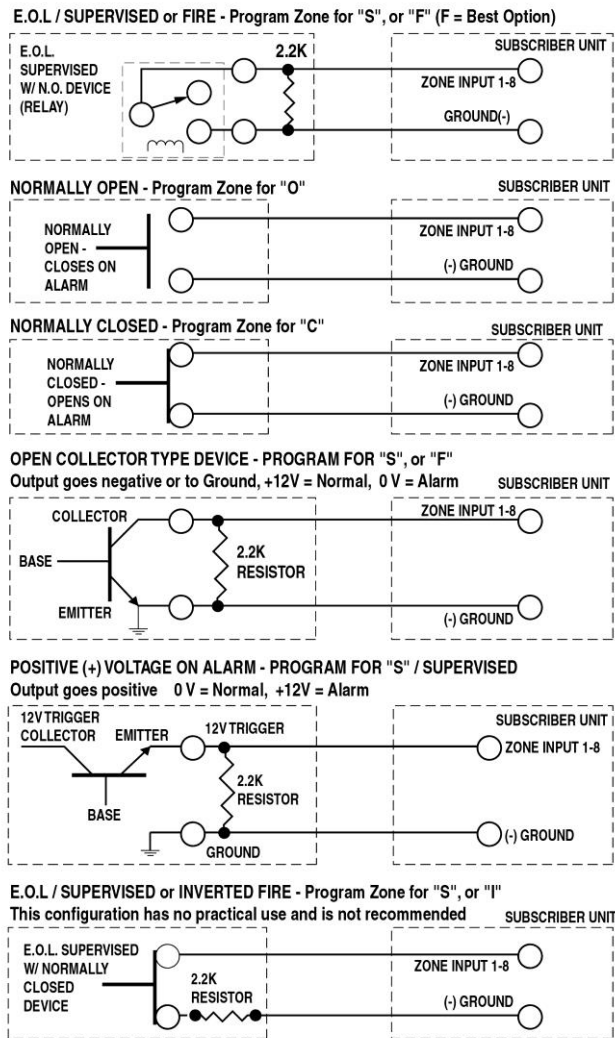 E.O.L / SUPERVISED or FIRE - Program Zone for "S", or "F" (F = Best Option)
SUBSCRIBER UNIT
E.O.L.
SUPERVISED
W/ N.O. DEVICE
(RELAY)
2.2K
ZONE INPUT 1-8
GROUND(-)
NORMALLY OPEN - Program Zone for "O"
SUBSCRIBER UNIT
NORMALLY
OPEN -
CLOSES ON
ALARM
ZONE INPUT 1-8
(-) GROUND
NORMALLY CLOSED - Program Zone for "C"
SUBSCRIBER UNIT
NORMALLY
CLOSED -
OPENS ON
ALARM
ZONE INPUT 1-8
(-) GROUND
OPEN COLLECTOR TYPE DEVICE - PROGRAM FOR "S", or "F"
Output goes negative or to Ground, +12V = Normal, 0 V = Alarm
SUBSCRIBER UNIT
COLLECTOR
BASE
EMITTER
2.2K
RESISTOR
ZONE INPUT 1-8
(-) GROUND
POSITIVE (+) VOLTAGE ON ALARM - PROGRAM FOR "S" / SUPERVISED
Output goes positive 0 V = Normal, +12V = Alarm
SUBSCRIBER UNIT
12V TRIGGER
COLLECTOR
EMITTER
12V TRIGGER
BASE
2.2K
RESISTOR
GROUND
ZONE INPUT 1-8
(-) GROUND
E.O.L / SUPERVISED or INVERTED FIRE - Program Zone for "S", or "I"
This configuration has no practical use and is not recommended
SUBSCRIBER UNIT
E.O.L. SUPERVISED
W/ NORMALLY
CLOSED
DEVICE
2.2K
RESISTOR
ZONE INPUT 1-8
(-) GROUND